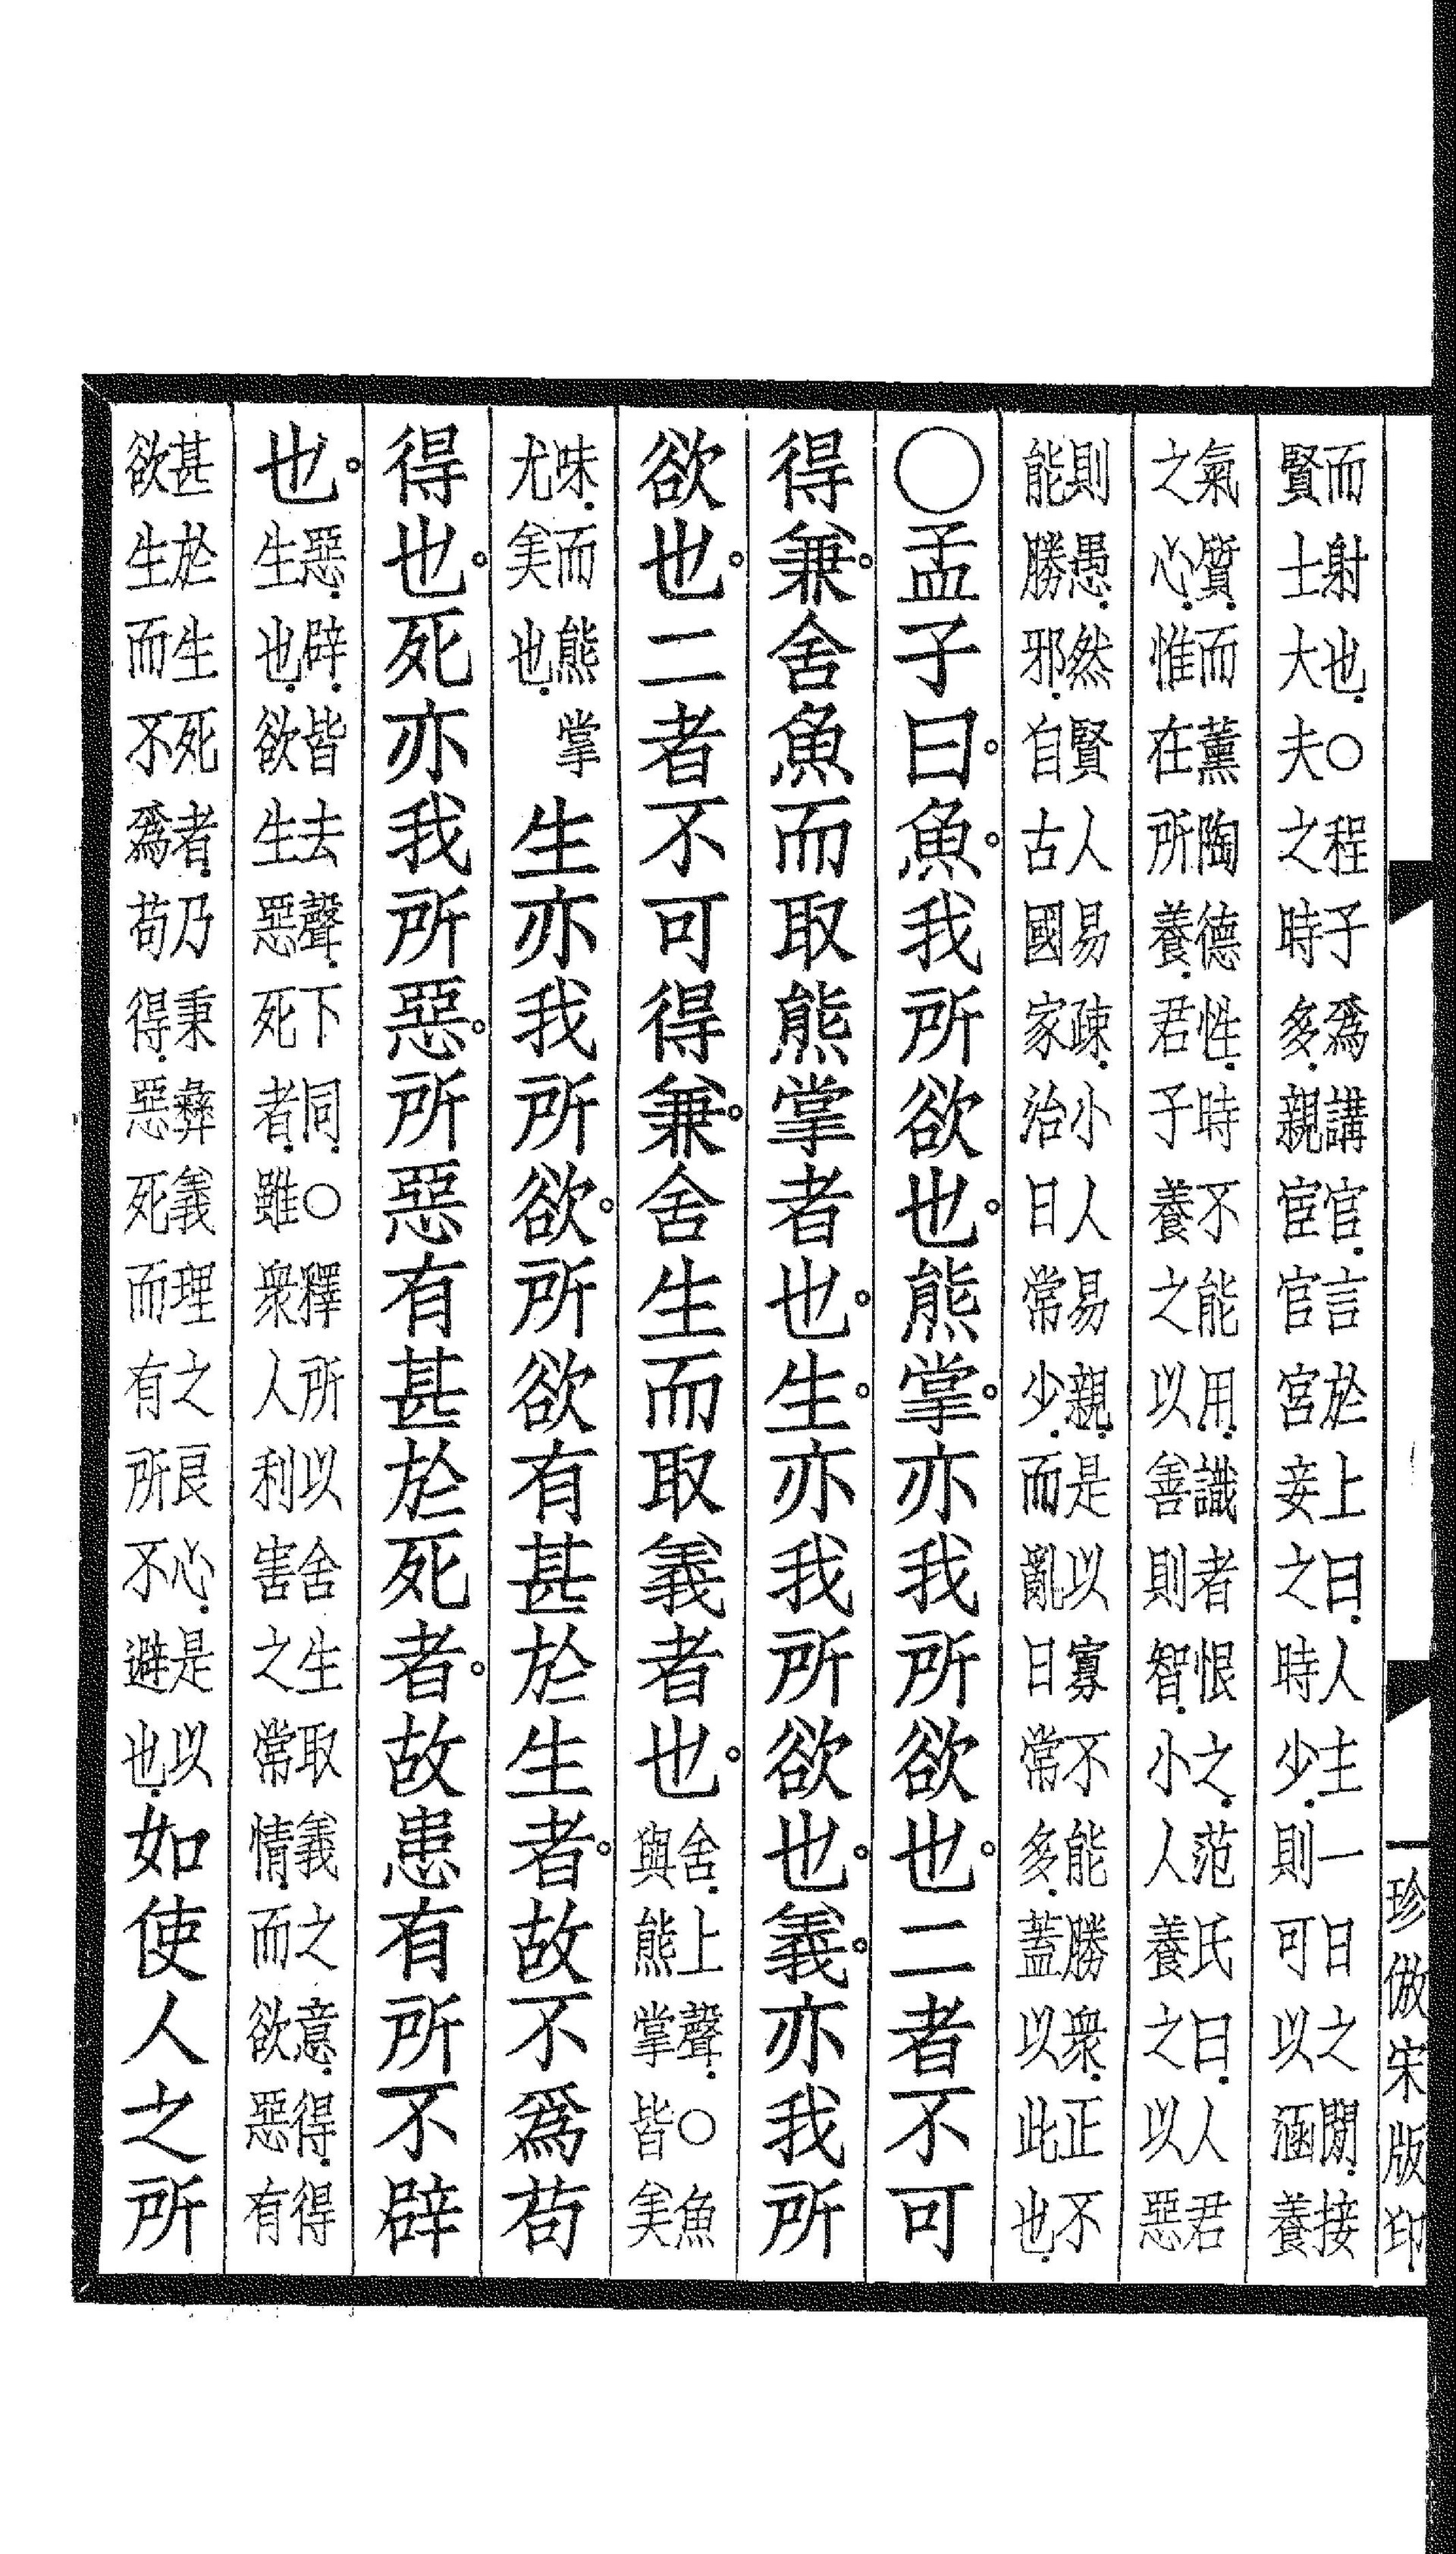 珍倣宋版印
而射也．○程子爲講官．言於上曰．人主一日之閒．接
賢士大夫之時多．親宦官宮妾之時少．則可以涵養
氣質．而薰陶德性．時不能用．識者恨之．范氏曰．人君
之心．惟在所養．君子養之以善則智．小人養之以惡
則愚．然賢人易疎．小人易親．是以寡不能勝衆．正不
能勝邪．自古國家治日常少．而亂日常多．蓋以此也．
○孟子曰。魚。我所欲也。熊掌。亦我所欲也。二者不可
得兼。舍魚而取熊掌者也。生。亦我所欲也。義。亦我所
欲也。二者不可得兼。舍生而取義者也。舍．上聲．○魚與熊掌皆美
味．而熊掌尤美也．生亦我所欲。所欲有甚於生者。故不爲苟
得也。死亦我所惡。所惡有甚於死者。故患有所不辟
也。惡．辟．皆去聲．下同．○釋所以舍生取義之意．得．得生也．欲生惡死者．雖衆人利害之常情．而欲惡有
甚於生死者．乃秉彝義理之良心．是以欲生而不爲苟得．惡死而有所不避也．如使人之所